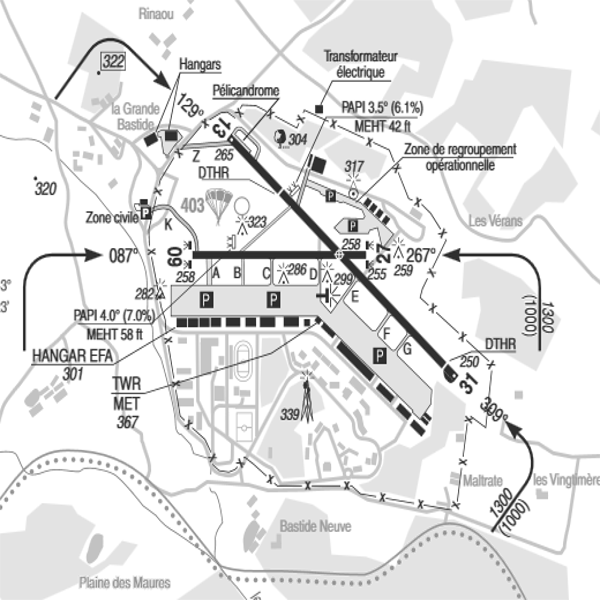 Rinaou
322
Hangars
Transformateur
électrique
Pélicandrome
la Grande
Bastide
129°
13
PAPI 3.5° (6.1%)
MEHT 42 ft
304
Zone de regroupement
opérationnelle
Z
265
317
DTHR
320
403
P
Zone civile
P
K
323
P
Les Vérans
087°
09
258
27
267°
258
A
B
C
286
D
299
255
259
3°
3'
282
P
P
E
1300
(1000)
PAPI 4.0° (7.0%)
MEHT 58 ft
F
DTHR
HANGAR EFA
301
P
G
250
31
TWR
MET
367
309°
339
Maltrate
les Vingtimère
1300
(1000)
Bastide Neuve
Plaine des Maures